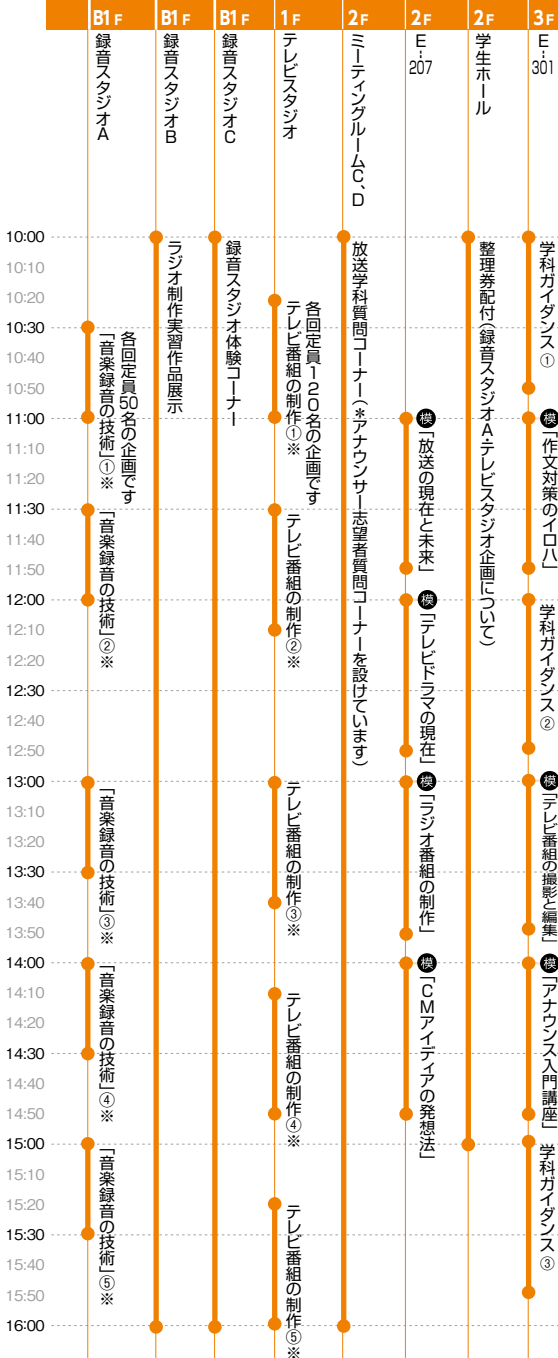 B1F
B1F
B1F
1F
2F
2F
2F
3F
録音スタジオA
録音スタジオB
録音スタジオC
テレビスタジオ
ミーティングルームC、D
E-207
学生ホール
E-301
10:00
10:10
10:20
10:30
10:40
10:50
11:00
11:10
11:20
11:30
11:40
11:50
12:00
12:10
12:20
12:30
12:40
12:50
13:00
13:10
13:20
13:30
13:40
13:50
14:00
14:10
14:20
14:30
14:40
14:50
15:00
15:10
15:20
15:30
15:40
15:50
16:00
各回定員50名の企画です
「音楽録音の技術」①※
「音楽録音の技術」②※
「音楽録音の技術」③※
「音楽録音の技術」④※
「音楽録音の技術」⑤※
ラジオ制作実習作品展示
録音スタジオ体験コーナー
各回定員120名の企画です
テレビ番組の制作①※
テレビ番組の制作②※
テレビ番組の制作③※
テレビ番組の制作④※
テレビ番組の制作⑤※
放送学科質問コーナー(*アナウンサー志望者質問コーナーを設けています)
模「放送の現在と未来」
模「テレビドラマの現在」
模「ラジオ番組の制作」
模「CMアイディアの発想法」
整理券配付(録音スタジオA・テレビスタジオ企画について)
学科ガイダンス①
模「作文対策のイロハ」
学科ガイダンス②
模「テレビ番組の撮影と編集」
模「アナウンス入門講座」
学科ガイダンス③